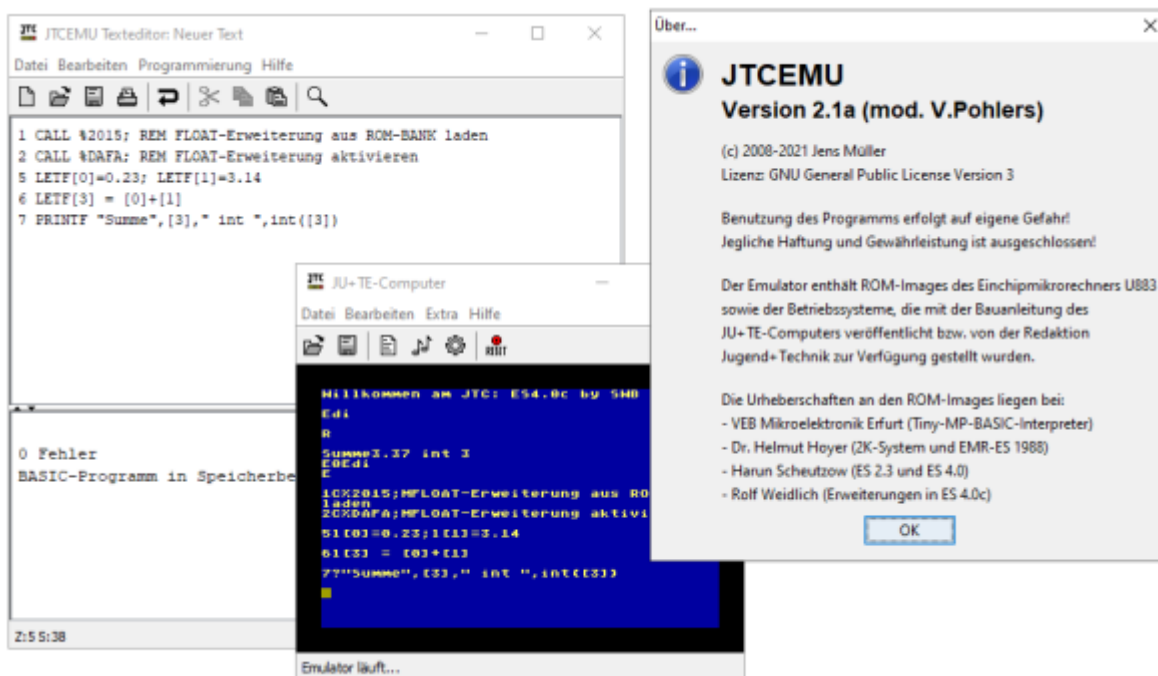 JTCEMU Texteditor: Neuer Text
Datei Bearbeiten Programmierung Hilfe
1 CALL %2015; REM FLOAT-Erweiterung aus ROM-BANK laden
2 CALL %DAFA; REM FLOAT-Erweiterung aktivieren
5 LETF[0]=0.23; LETF[1]=3.14
6 LETF[3] = [0]+[1]
7 PRINTF "Summe",[3]," int ",int([3])
0 Fehler
BASIC-Programm in Speicherbe
Z:5 S:38
JU+TE-Computer
Datei Bearbeiten Extra Hilfe
RESET
Willkommen am JTC: ES4.0c by SWB
Edi
R
Summe3.37 int 3
E0Edi
E
1C%2015;MFLOAT-Erweiterung aus RO
laden
2C%DAFA;MFLOAT-Erweiterung aktivi
5l[0]=0.23;l[1]=3.14
6l[3] = [0]+[1]
7?"Summe",[3]," int ",int([3])
Emulator läuft...
Über...
JTCEMU
Version 2.1a (mod. V.Pohlers)
(c) 2008-2021 Jens Müller
Lizenz: GNU General Public License Version 3
Benutzung des Programms erfolgt auf eigene Gefahr!
Jegliche Haftung und Gewährleistung ist ausgeschlossen!
Der Emulator enthält ROM-Images des Einchipmikrorechners U883
sowie der Betriebssysteme, die mit der Bauanleitung des
JU+TE-Computers veröffentlicht bzw. von der Redaktion
Jugend+Technik zur Verfügung gestellt wurden.
Die Urheberschaften an den ROM-Images liegen bei:
- VEB Mikroelektronik Erfurt (Tiny-MP-BASIC-Interpreter)
- Dr. Helmut Hoyer (2K-System und EMR-ES 1988)
- Harun Scheutzow (ES 2.3 und ES 4.0)
- Rolf Weidlich (Erweiterungen in ES 4.0c)
OK